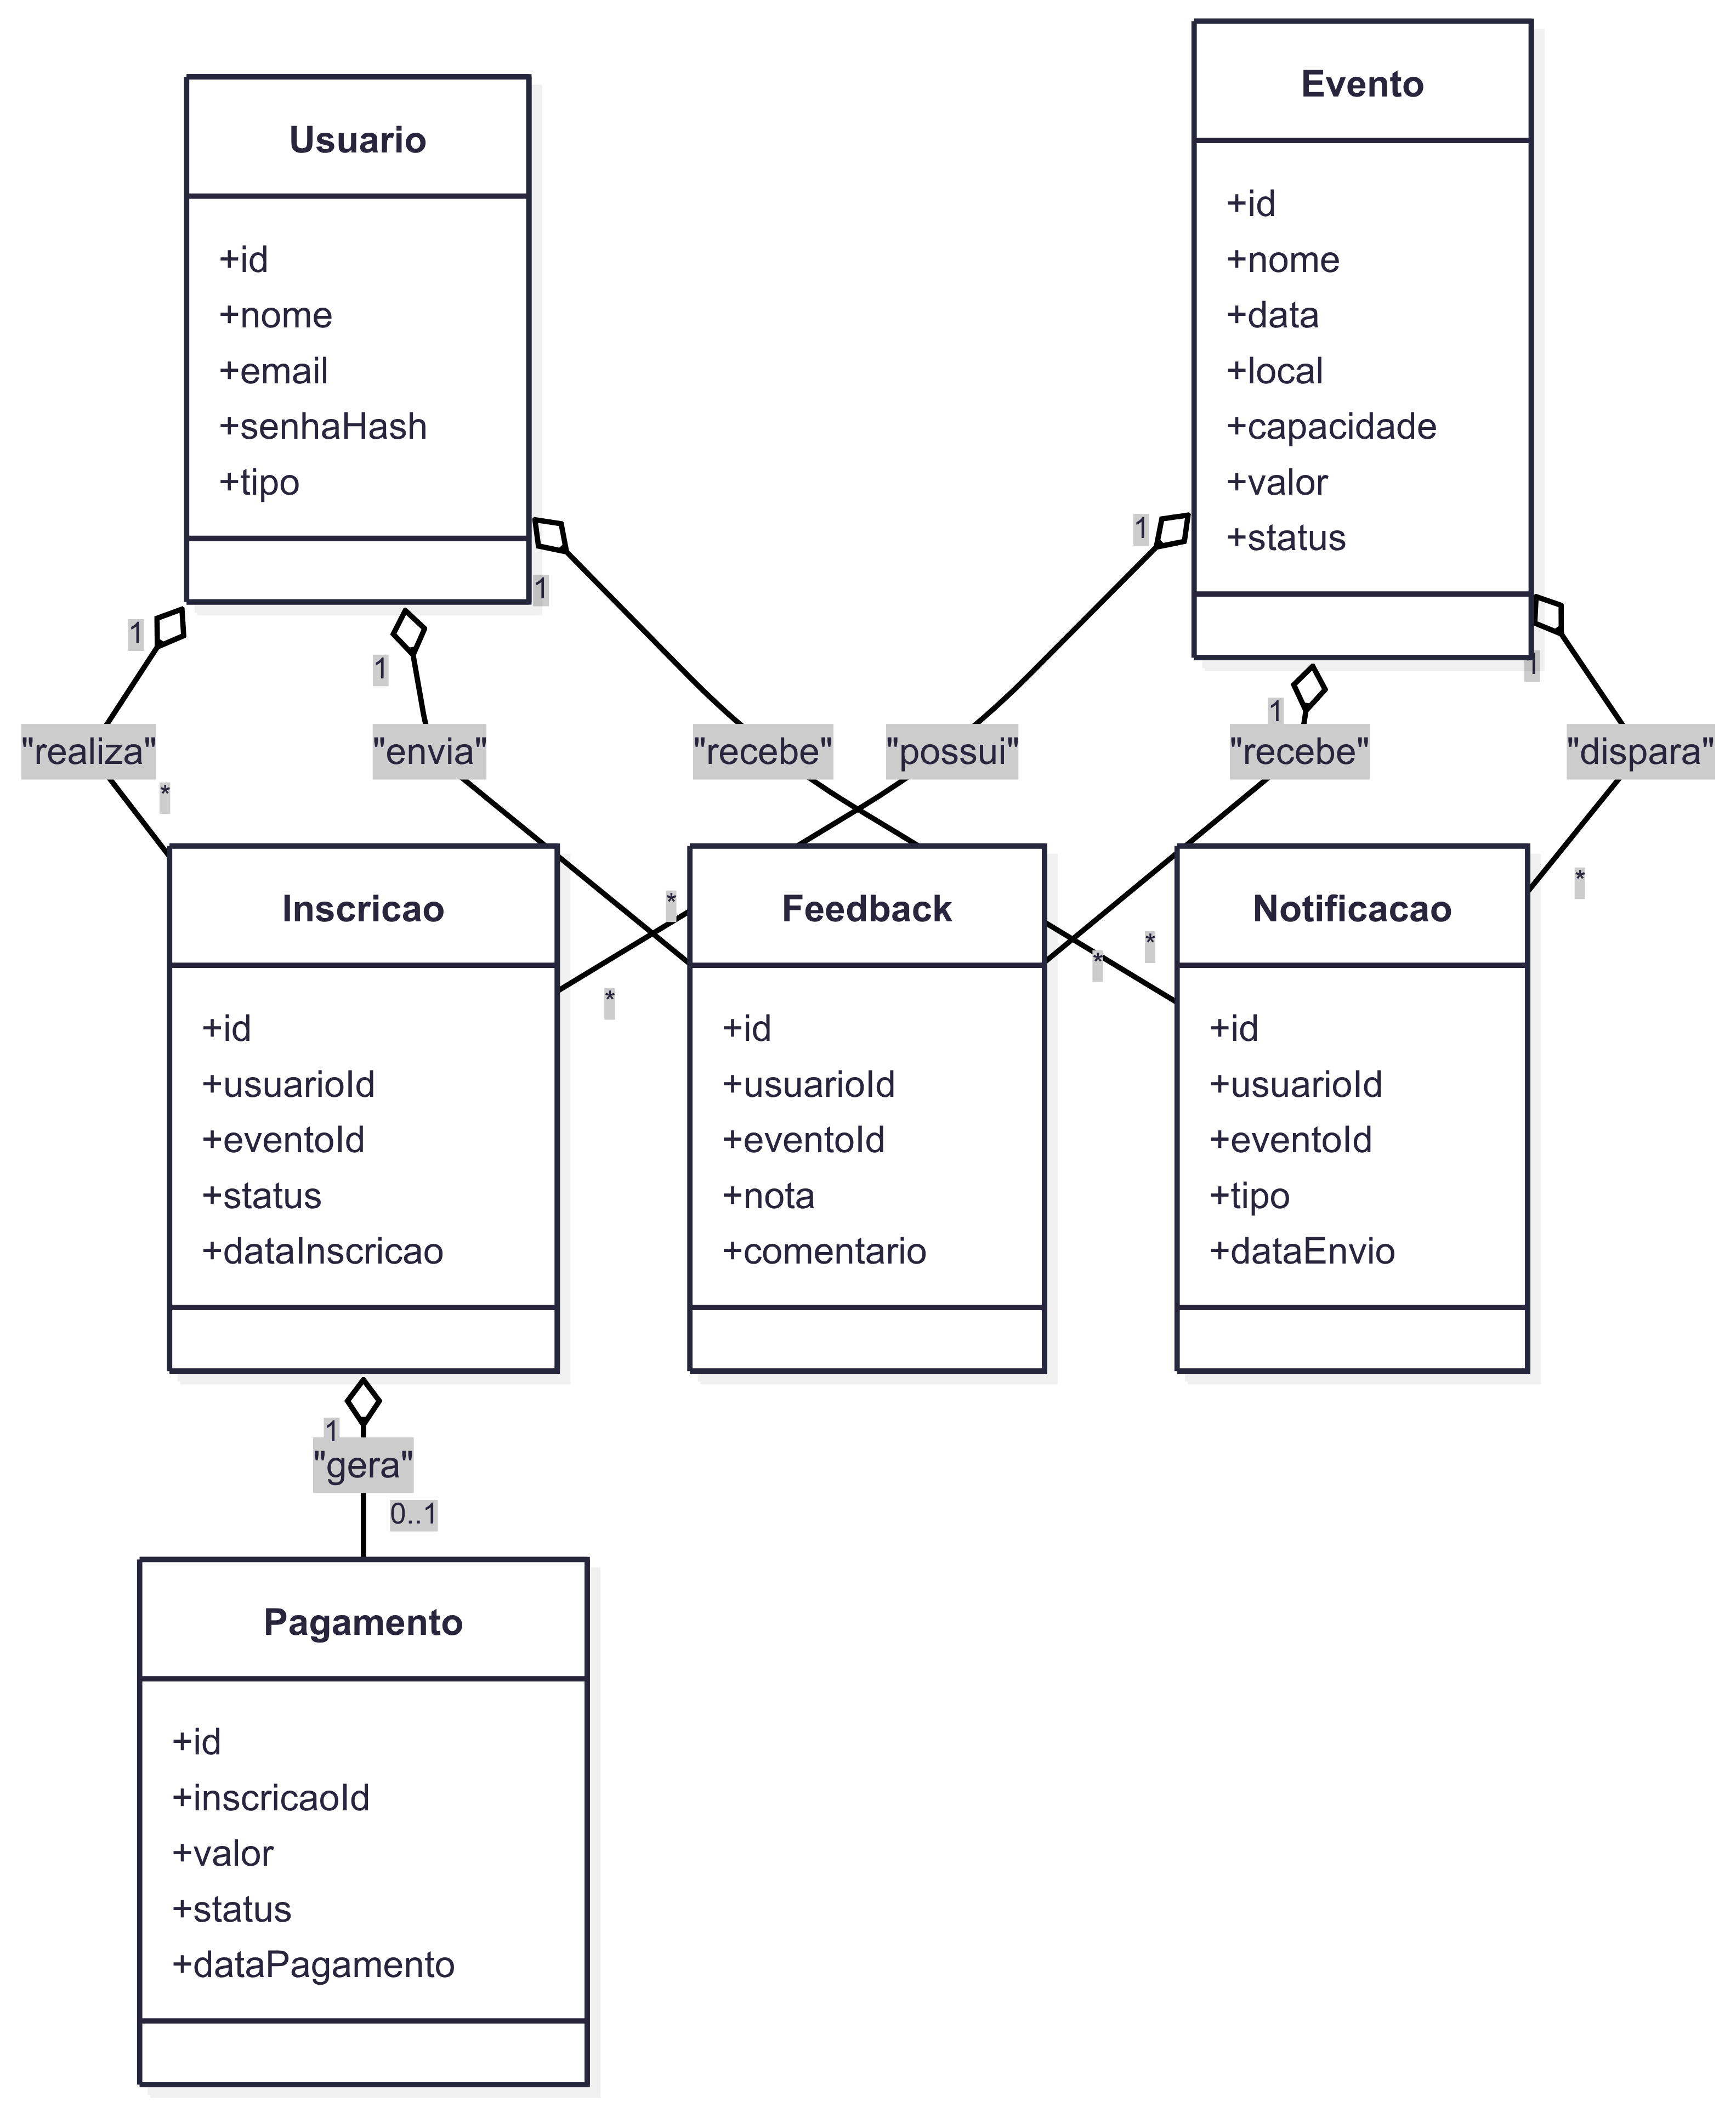 Usuario
+id
+nome
+email
+senhaHash
+tipo
Evento
+id
+nome
+data
+local
+capacidade
+valor
+status
1
1
1
1
1
1
"realiza"
"envia"
"recebe"
"possui"
"recebe"
"dispara"
*
*
*
*
*
*
Inscricao
+id
+usuarioId
+eventoId
+status
+dataInscricao
Feedback
+id
+usuarioId
+eventoId
+nota
+comentario
Notificacao
+id
+usuarioId
+eventoId
+tipo
+dataEnvio
1
"gera"
0..1
Pagamento
+id
+inscricaoId
+valor
+status
+dataPagamento